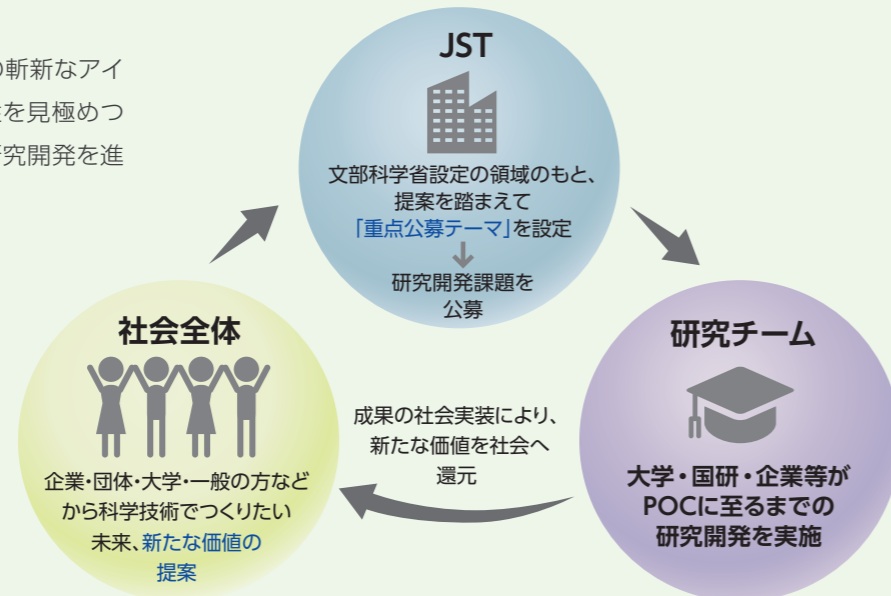 の斬新なアイ
を見極めつ
研究開発を進
JST
文部科学省設定の領域のもと、
提案を踏まえて
「重点公募テーマ」を設定
研究開発課題を
公募
社会全体
企業・団体・大学・一般の方など
から科学技術でつくりたい
未来、新たな価値の
提案
成果の社会実装により、
新たな価値を社会へ
還元
研究チーム
大学・国研・企業等が
POCに至るまでの
研究開発を実施